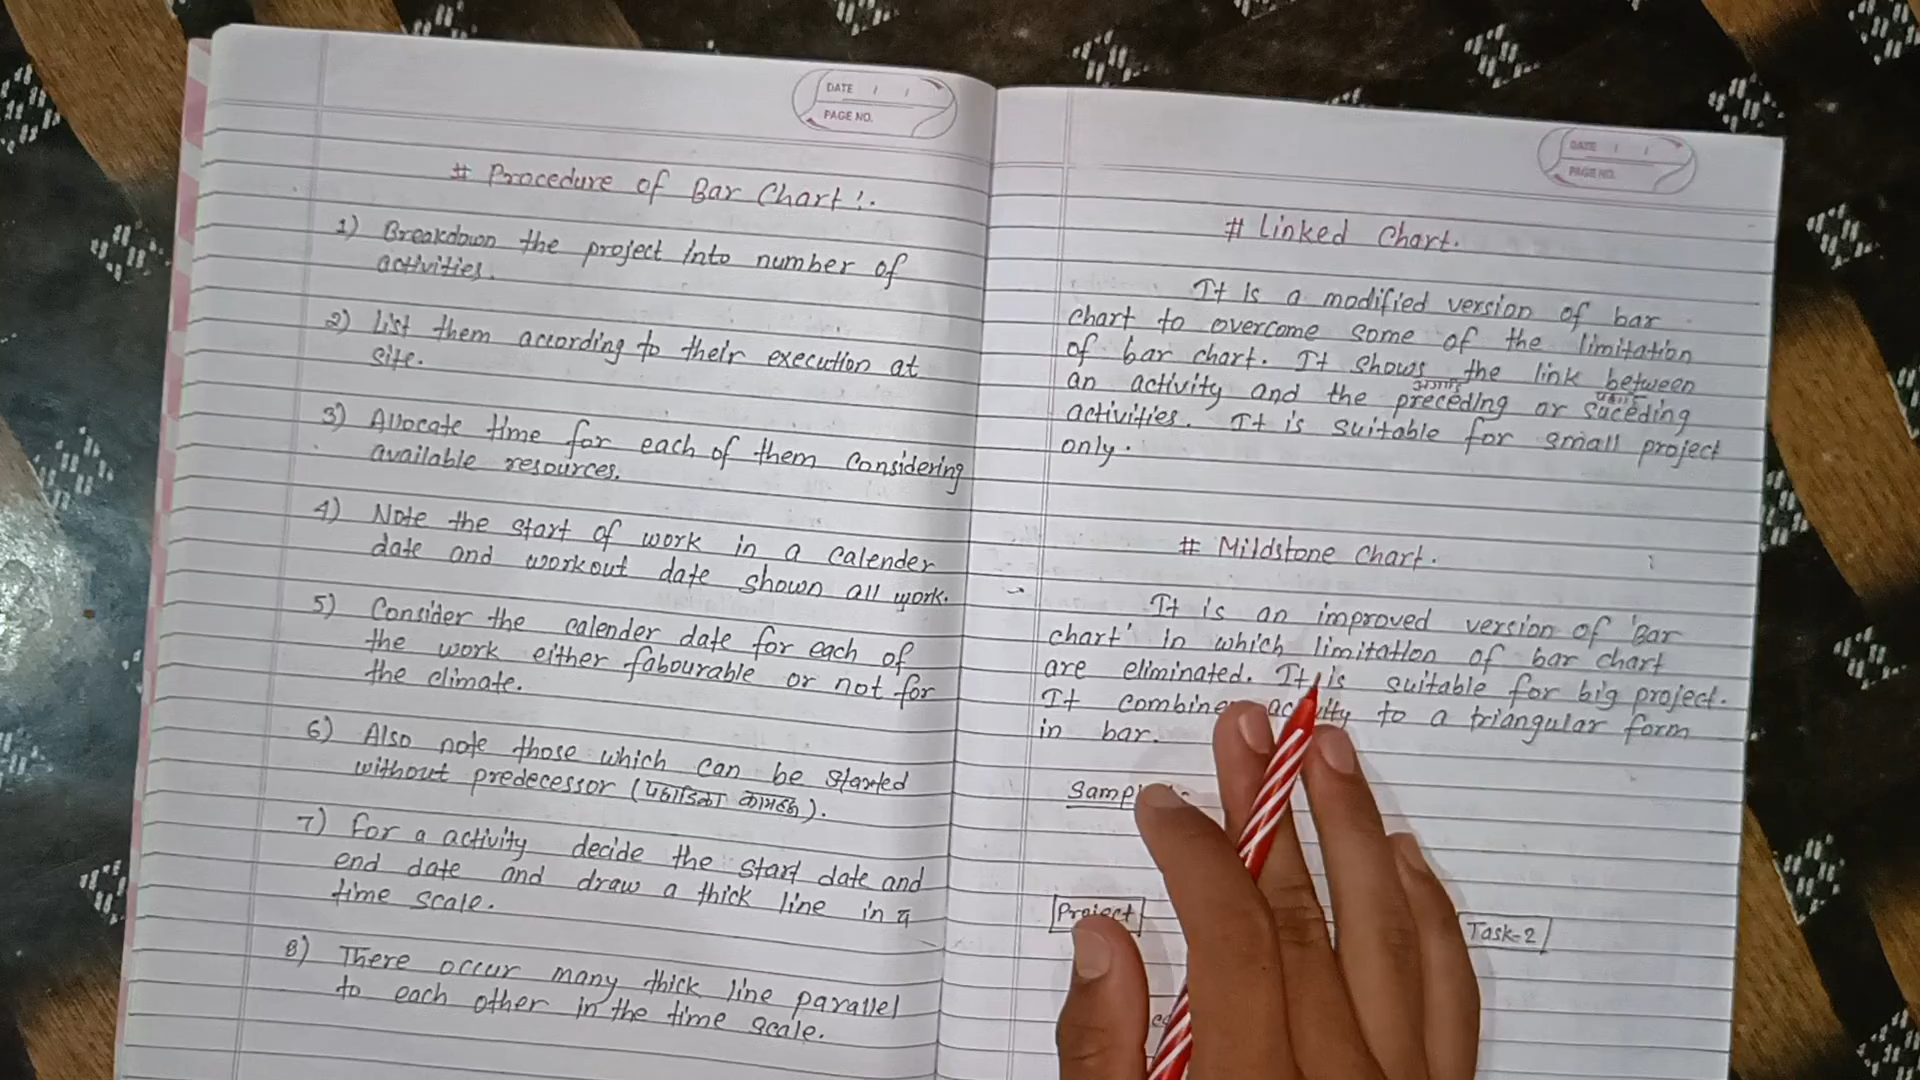 DATE / /
PAGE NO.
# Procedure of Bar Chart :-
1) Breakdown the project into number of
activities.
2) List them according to their execution at
site.
3) Allocate time for each of them considering
available resources.
4) Note the start of work in a calender
date and workout date shown all work.
5) Consider the calender date for each of
the work either fabourable or not for
the climate.
6) Also note those which can be started
without predecessor
7) for a activity decide the start date and
end date and draw a thick line in a
time scale.
8) There occur many thick line parallel
to each other in the time scale.
DATE / /
PAGE NO.
# Linked Chart.
It is a modified version of bar
chart to overcome some of the limitation
of bar chart. It shows the link between
an activity and the preceding or suceding
activities. It is suitable for small project
only.
# Mildstone Chart.
It is an improved version of 'Bar
chart' in which limitation of bar chart
are eliminated. It is suitable for big project.
It combine to a triangular form
in bar.
Project
Task-2